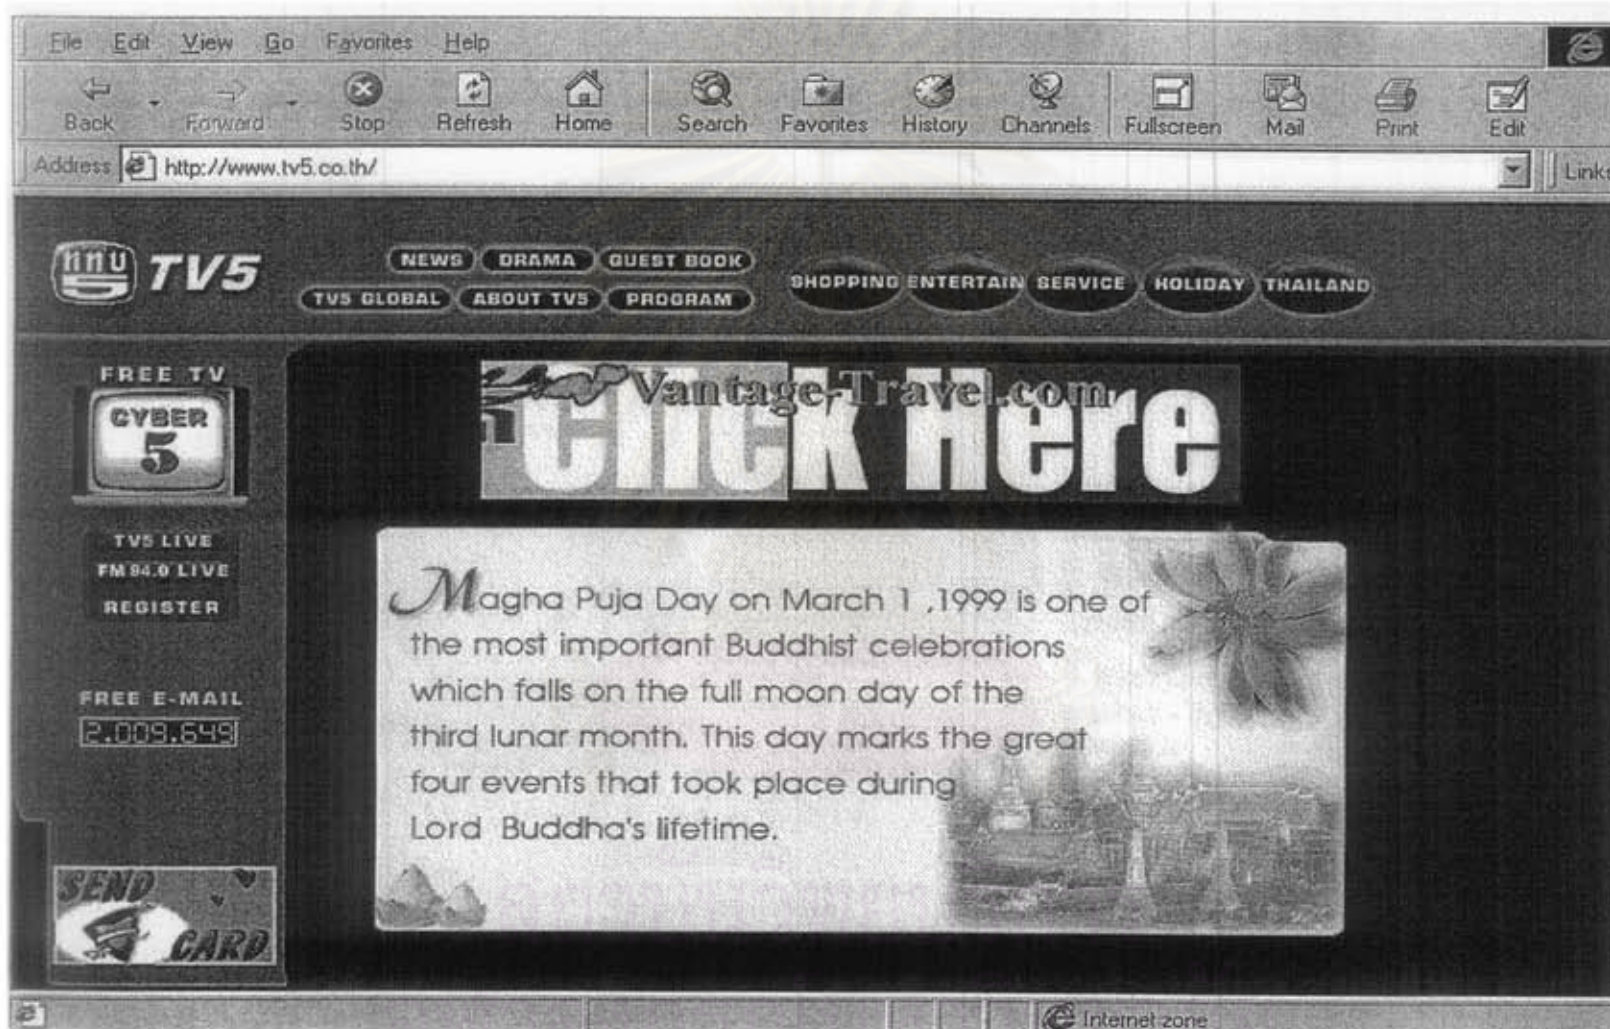 File Edit View Go Favorites Help
Back Forward Stop Refresh Home Search Favorites History Channels Fullscreen Mail Print Edit
Address http://www.tv5.co.th/ Links
ททบ 5 TV5
NEWS DRAMA GUEST BOOK
TV5 GLOBAL ABOUT TV5 PROGRAM
SHOPPING ENTERTAIN SERVICE HOLIDAY THAILAND
FREE TV
CYBER
5
TV5 LIVE
FM 94.0 LIVE
REGISTER
FREE E-MAIL
2.009.649
SEND
CARD
Vantage-Travel.com
Click Here
Magha Puja Day on March 1 ,1999 is one of
the most important Buddhist celebrations
which falls on the full moon day of the
third lunar month. This day marks the great
four events that took place during
Lord Buddha's lifetime.
Internet zone